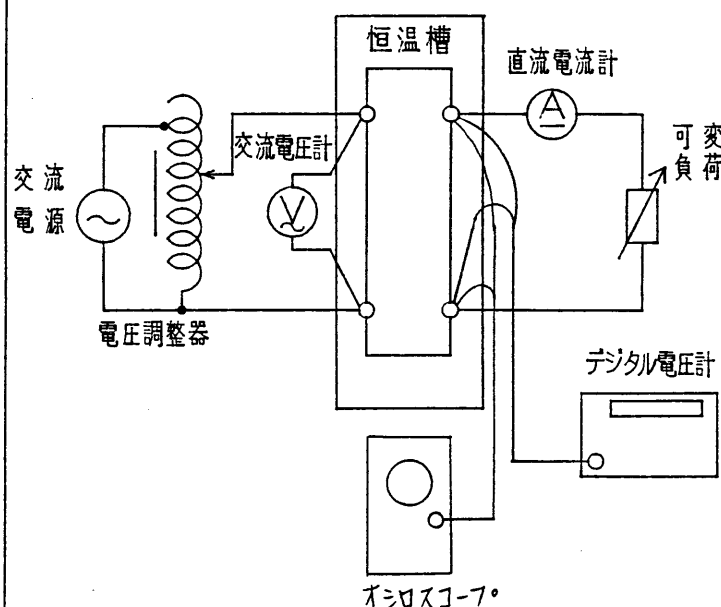 恒温槽
直流電流計
A
可変
負荷
交流電圧計
V
交流
電源
電圧調整器
デジタル電圧計
オシロスコープ